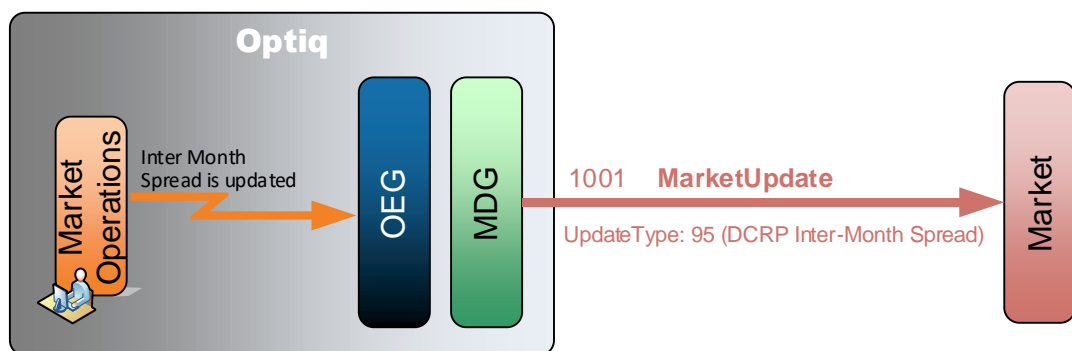 Optiq
Market
Operations
Inter Month
Spread is updated
OEG
MDG
1001 MarketUpdate
UpdateType: 95 (DCRP Inter-Month Spread)
Market